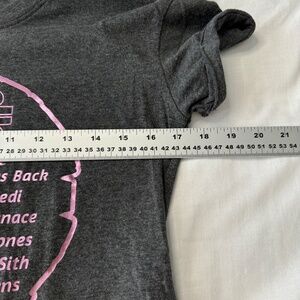 11 12 13 14 15 16 17 18 19 20 21
28 29 30 31 32 33 34 35 36 37 38 39 40 41 42 43 44 45 46 47 48 49 50 51 52 53 54
s Back
edi
nace
ones
Sith
ns